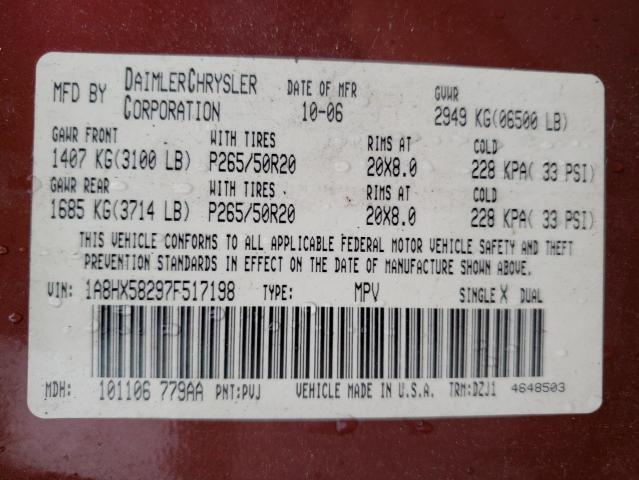 MFD BY DAIMLERCHRYSLER CORPORATION DATE OF MFR 10-06 GVWR 2949 KG(06500 LB)
GAWR FRONT WITH TIRES RIMS AT COLD
1407 KG(3100 LB) P265/50R20 20X8.0 228 KPA( 33 PSI)
GAWR REAR WITH TIRES RIMS AT COLD
1685 KG(3714 LB) P265/50R20 20X8.0 228 KPA( 33 PSI)
THIS VEHICLE CONFORMS TO ALL APPLICABLE FEDERAL MOTOR VEHICLE SAFETY AND THEFT
PREVENTION STANDARDS IN EFFECT ON THE DATE OF MANUFACTURE SHOWN ABOVE.
VIN: 1A8HX58297F517198 TYPE: MPV SINGLE X DUAL
MDH: 101106 779AA PNT:PVJ VEHICLE MADE IN U.S.A. TRM:DZJ1 4648503